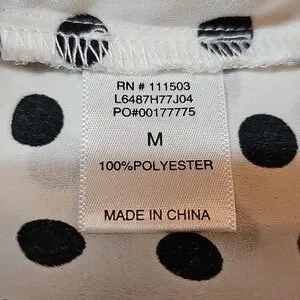 RN # 111503
L6487H77J04
PO#00177775
M
100%POLYESTER
MADE IN CHINA